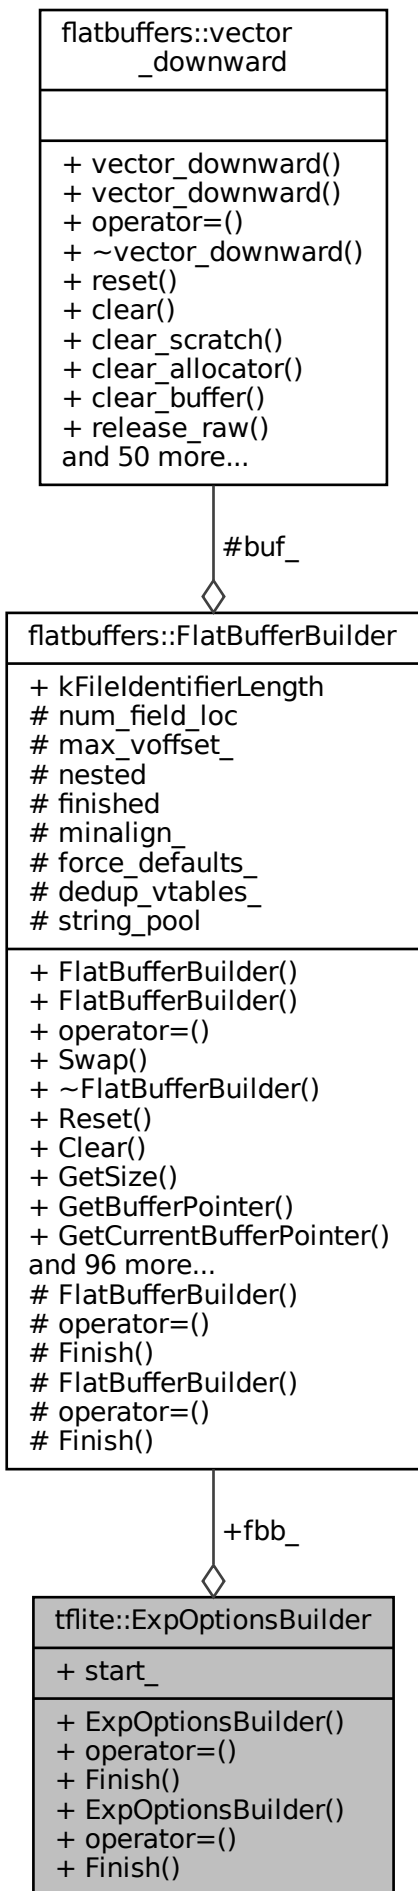 flatbuffers::vector
_downward
+ vector_downward()
+ vector_downward()
+ operator=()
+ ~vector_downward()
+ reset()
+ clear()
+ clear_scratch()
+ clear_allocator()
+ clear_buffer()
+ release_raw()
and 50 more...
#buf_
flatbuffers::FlatBufferBuilder
+ kFileIdentifierLength
# num_field_loc
# max_voffset_
# nested
# finished
# minalign_
# force_defaults_
# dedup_vtables_
# string_pool
+ FlatBufferBuilder()
+ FlatBufferBuilder()
+ operator=()
+ Swap()
+ ~FlatBufferBuilder()
+ Reset()
+ Clear()
+ GetSize()
+ GetBufferPointer()
+ GetCurrentBufferPointer()
and 96 more...
# FlatBufferBuilder()
# operator=()
# Finish()
# FlatBufferBuilder()
# operator=()
# Finish()
+fbb_
tflite::ExpOptionsBuilder
+ start_
+ ExpOptionsBuilder()
+ operator=()
+ Finish()
+ ExpOptionsBuilder()
+ operator=()
+ Finish()